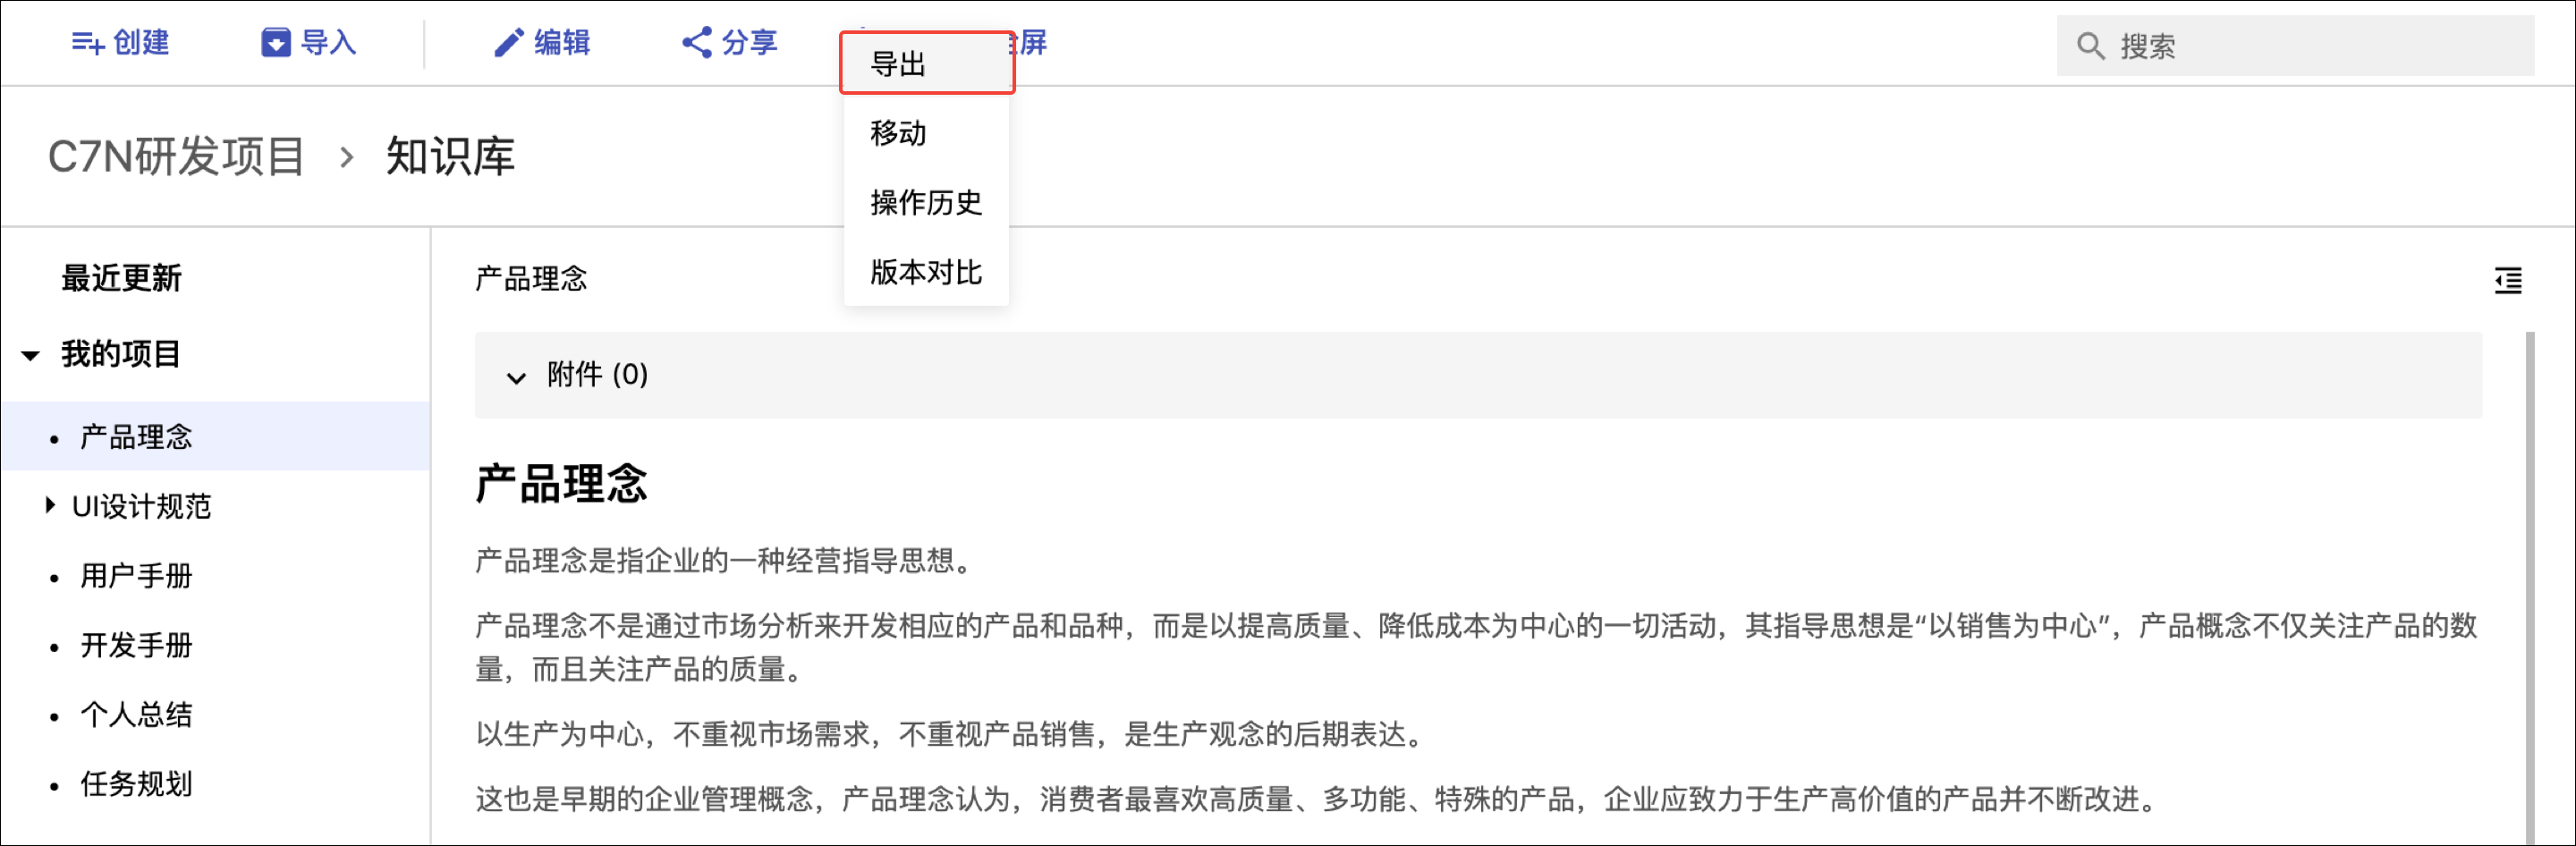 创建 导入 编辑 分享 屏 搜索
导出
移动
操作历史
版本对比
C7N研发项目 > 知识库
最近更新
我的项目
产品理念
UI设计规范
用户手册
开发手册
个人总结
任务规划
产品理念
附件 (0)
产品理念
产品理念是指企业的一种经营指导思想。
产品理念不是通过市场分析来开发相应的产品和品种，而是以提高质量、降低成本为中心的一切活动，其指导思想是“以销售为中心”，产品概念不仅关注产品的数
量，而且关注产品的质量。
以生产为中心，不重视市场需求，不重视产品销售，是生产观念的后期表达。
这也是早期的企业管理概念，产品理念认为，消费者最喜欢高质量、多功能、特殊的产品，企业应致力于生产高价值的产品并不断改进。